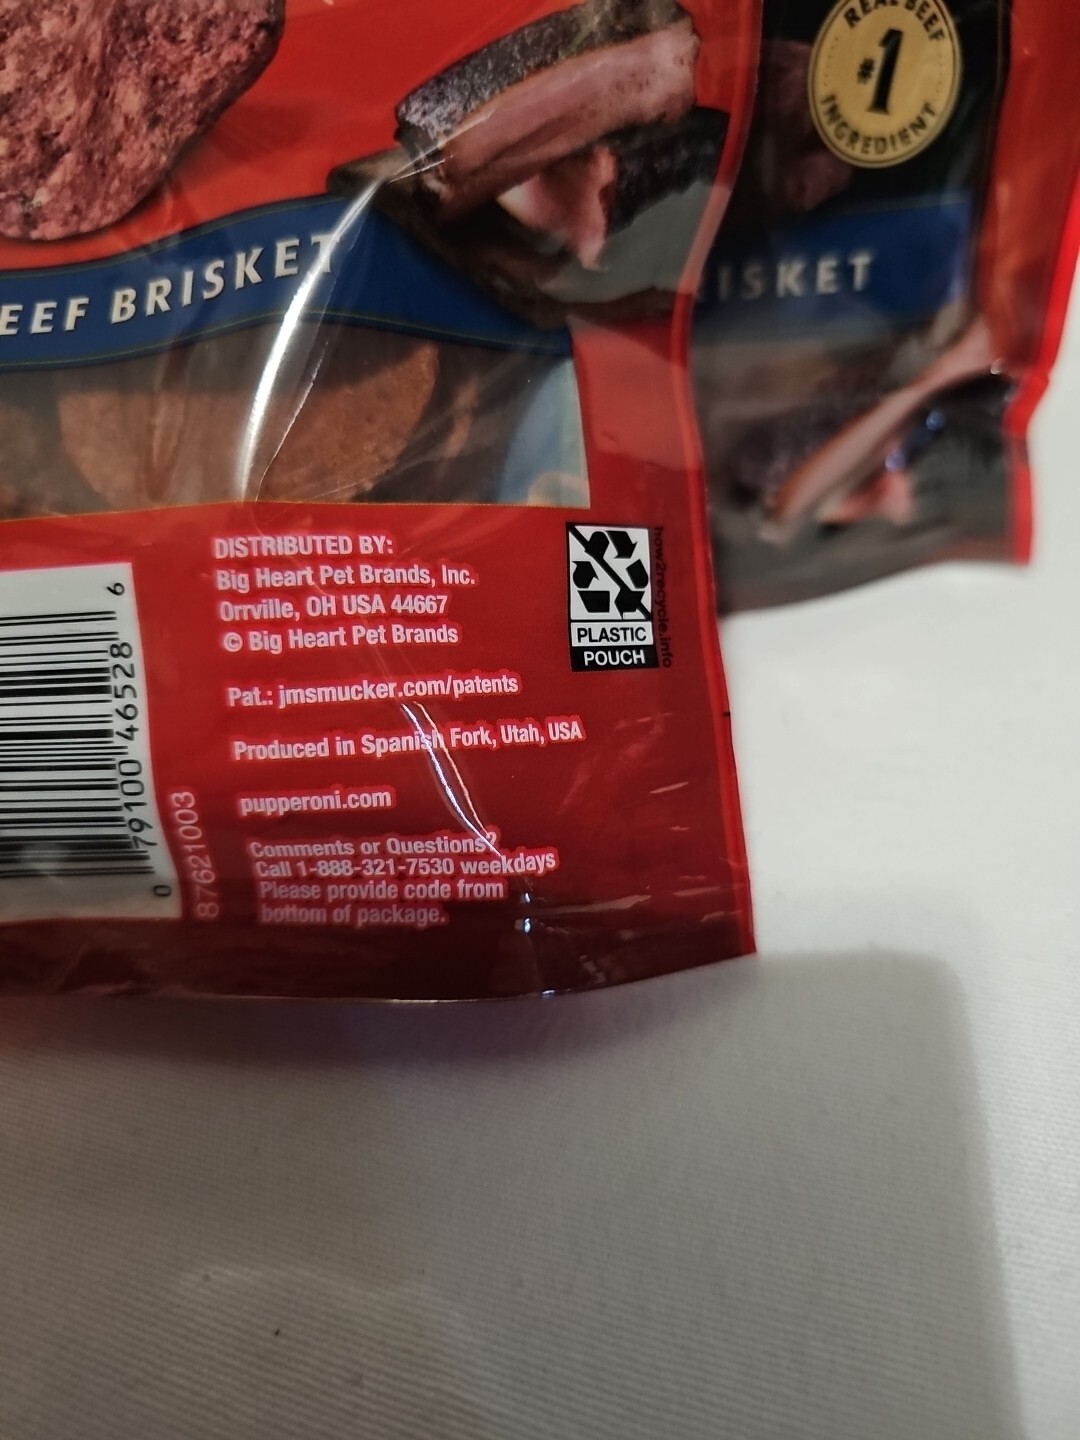 REAL BEEF
#1
INGREDIENT
EEF BRISKET
ISKET
DISTRIBUTED BY:
Big Heart Pet Brands, Inc.
Orrville, OH USA 44667
© Big Heart Pet Brands
Pat.: jmsmucker.com/patents
Produced in Spanish Fork, Utah, USA
pupperoni.com
Comments or Questions?
Call 1-888-321-7530 weekdays
Please provide code from
bottom of package.
PLASTIC
POUCH
how2recycle.info
0 79100 46528 6
87621003